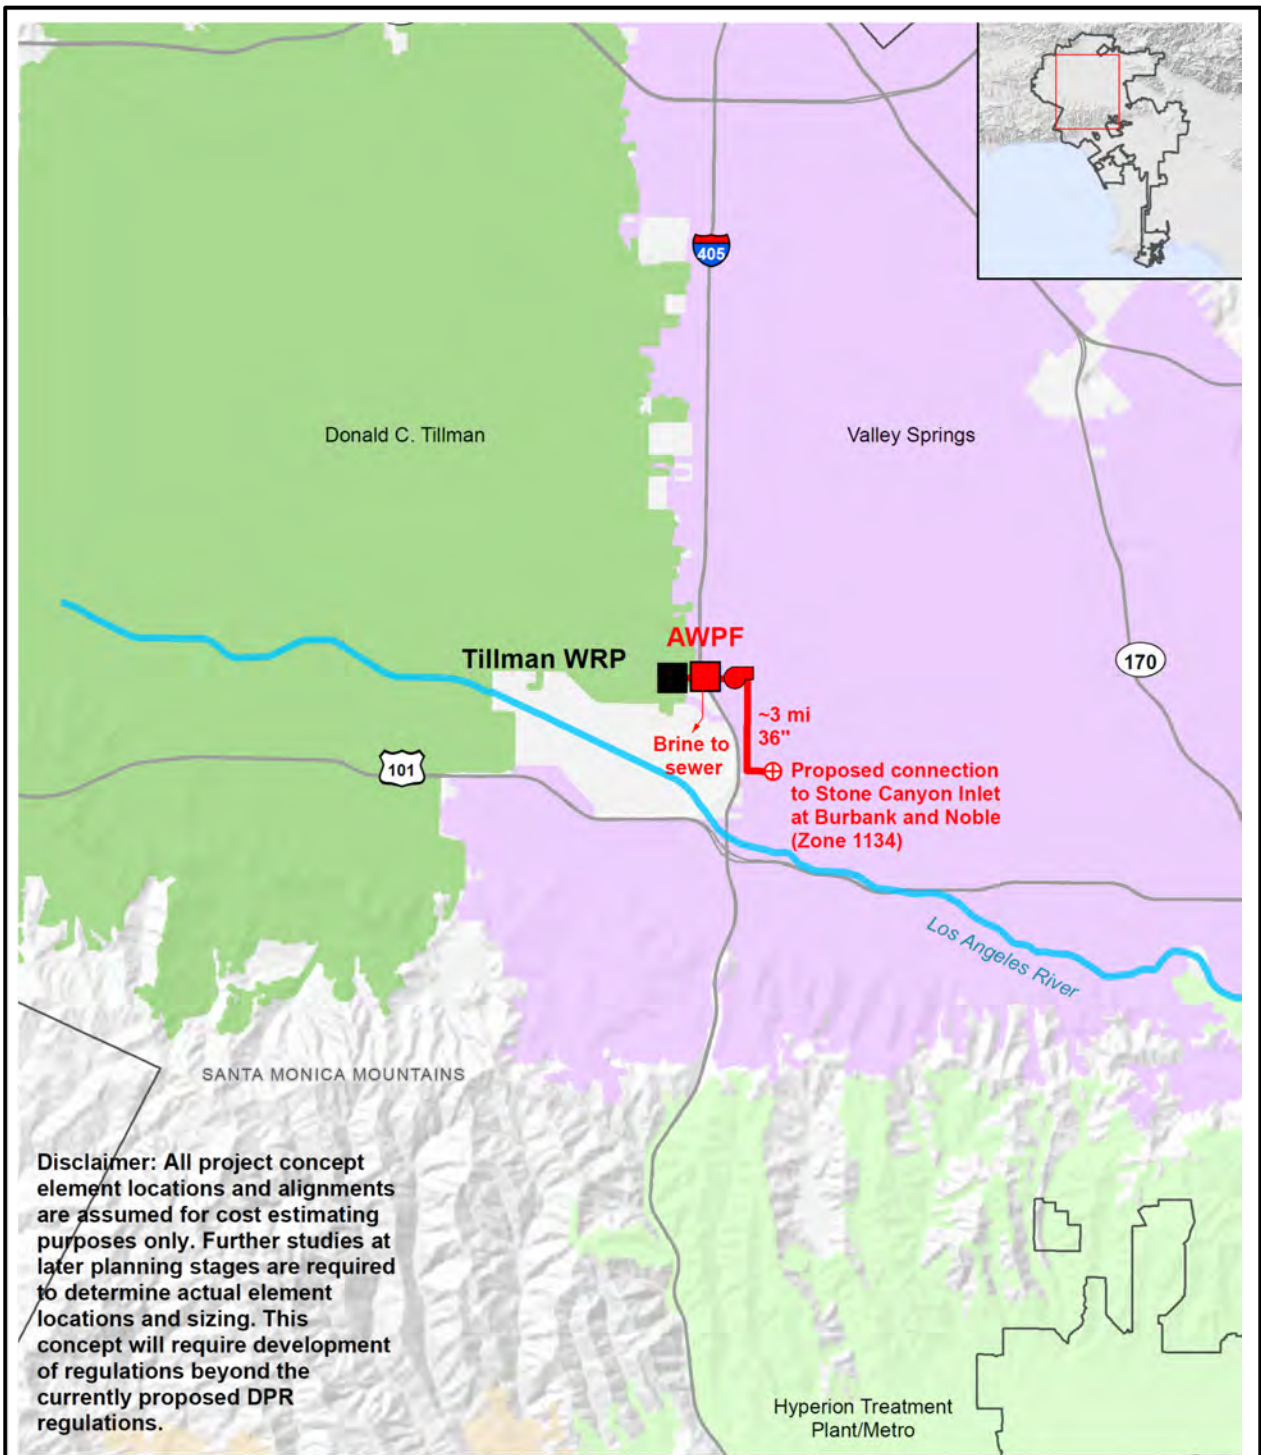 405
Donald C. Tillman
Valley Springs
AWPF
Tillman WRP
170
~3 mi
36"
Brine to
sewer
101
Proposed connection
to Stone Canyon Inlet
at Burbank and Noble
(Zone 1134)
Los Angeles River
SANTA MONICA MOUNTAINS
Disclaimer: All project concept
element locations and alignments
are assumed for cost estimating
purposes only. Further studies at
later planning stages are required
to determine actual element
locations and sizing. This
concept will require development
of regulations beyond the
currently proposed DPR
regulations.
Hyperion Treatment
Plant/Metro